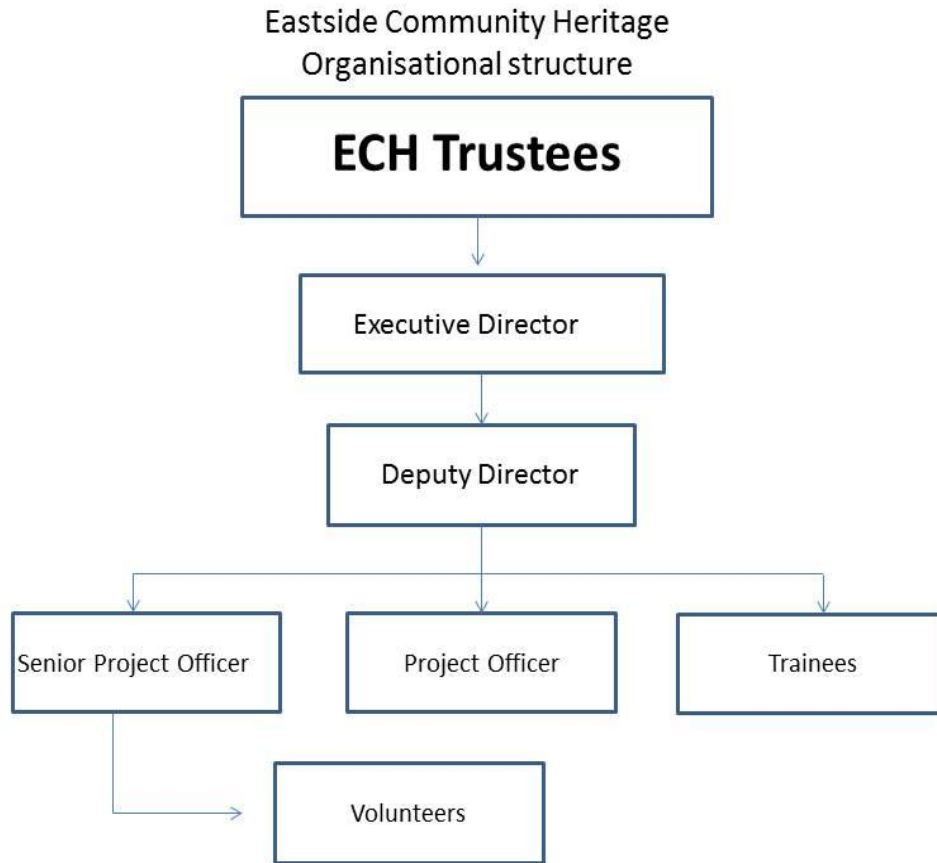 Eastside Community Heritage
Organisational structure
ECH Trustees
Executive Director
Deputy Director
Senior Project Officer
Project Officer
Trainees
Volunteers